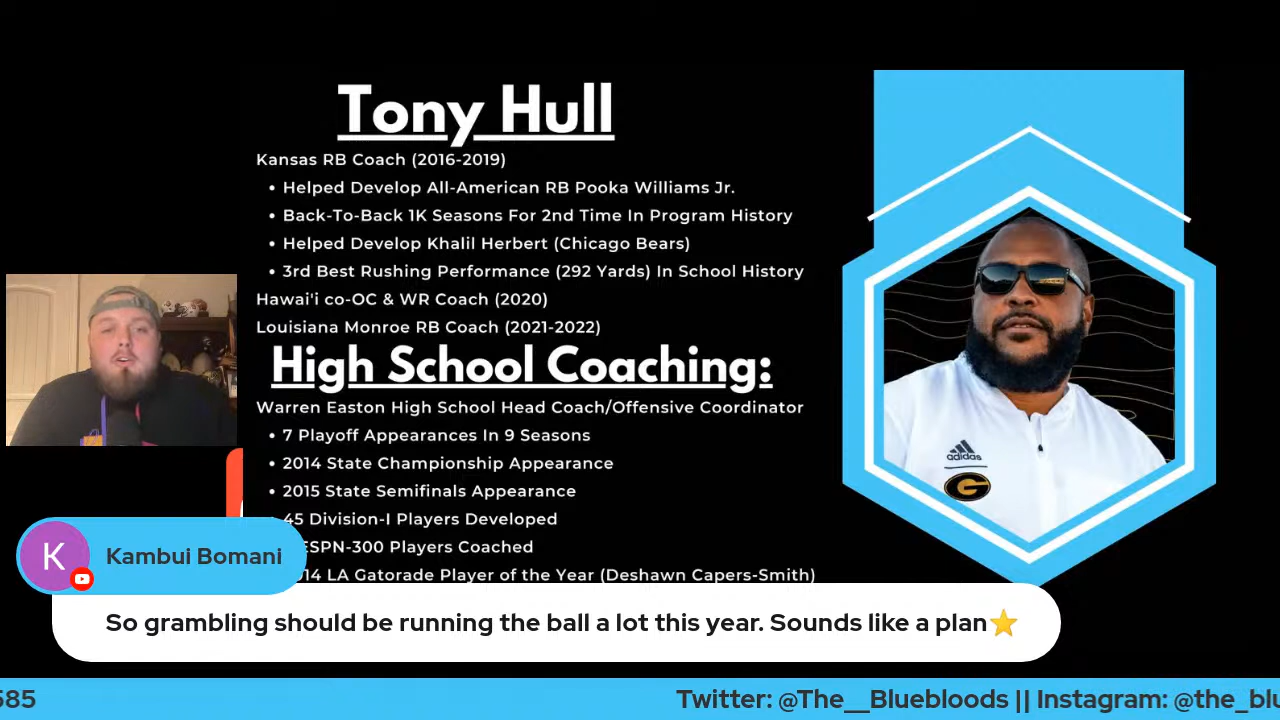 Tony Hull
Kansas RB Coach (2016-2019)
• Helped Develop All-American RB Pooka Williams Jr.
• Back-To-Back 1K Seasons For 2nd Time In Program History
• Helped Develop Khalil Herbert (Chicago Bears)
• 3rd Best Rushing Performance (292 Yards) In School History
Hawai'i co-OC & WR Coach (2020)
Louisiana Monroe RB Coach (2021-2022)
High School Coaching:
Warren Easton High School Head Coach/Offensive Coordinator
• 7 Playoff Appearances In 9 Seasons
• 2014 State Championship Appearance
• 2015 State Semifinals Appearance
45 Division-I Players Developed
ESPN-300 Players Coached
14 LA Gatorade Player of the Year (Deshawn Capers-Smith)
adidas
G
K
Kambui Bomani
So grambling should be running the ball a lot this year. Sounds like a plan⭐
585
Twitter: @The__Bluebloods || Instagram: @the_blu